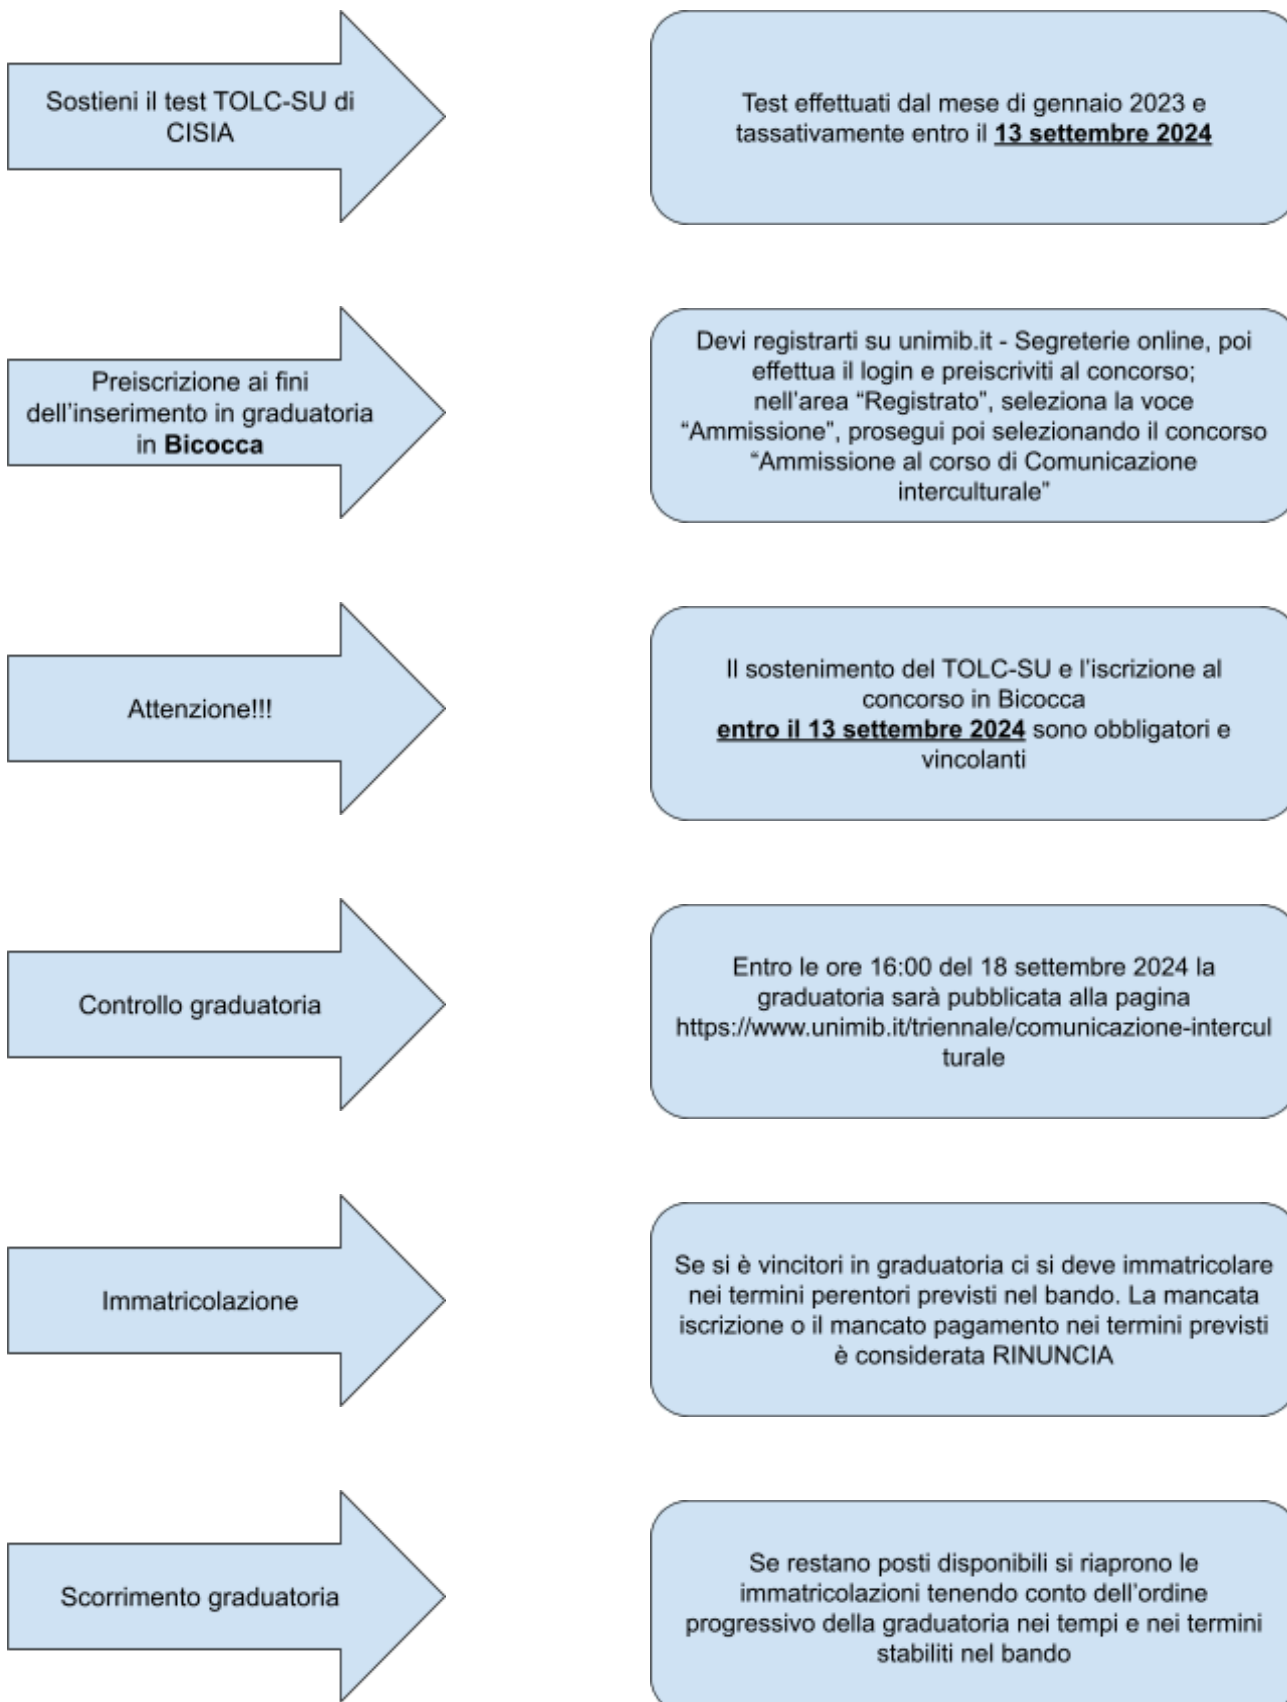 Sostieni il test TOLC-SU di
CISIA
Test effettuati dal mese di gennaio 2023 e
tassativamente entro il 13 settembre 2024
Preiscrizione ai fini
dell’inserimento in graduatoria
in Bicocca
Devi registrarti su unimib.it - Segreterie online, poi
effettua il login e preiscriviti al concorso;
nell’area “Registrato”, seleziona la voce
“Ammissione”, prosegui poi selezionando il concorso
“Ammissione al corso di Comunicazione
interculturale”
Attenzione!!!
Il sostenimento del TOLC-SU e l’iscrizione al
concorso in Bicocca
entro il 13 settembre 2024 sono obbligatori e
vincolanti
Controllo graduatoria
Entro le ore 16:00 del 18 settembre 2024 la
graduatoria sarà pubblicata alla pagina
https://www.unimib.it/triennale/comunicazione-intercul
turale
Immatricolazione
Se si è vincitori in graduatoria ci si deve immatricolare
nei termini perentori previsti nel bando. La mancata
iscrizione o il mancato pagamento nei termini previsti
è considerata RINUNCIA
Scorrimento graduatoria
Se restano posti disponibili si riaprono le
immatricolazioni tenendo conto dell’ordine
progressivo della graduatoria nei tempi e nei termini
stabiliti nel bando